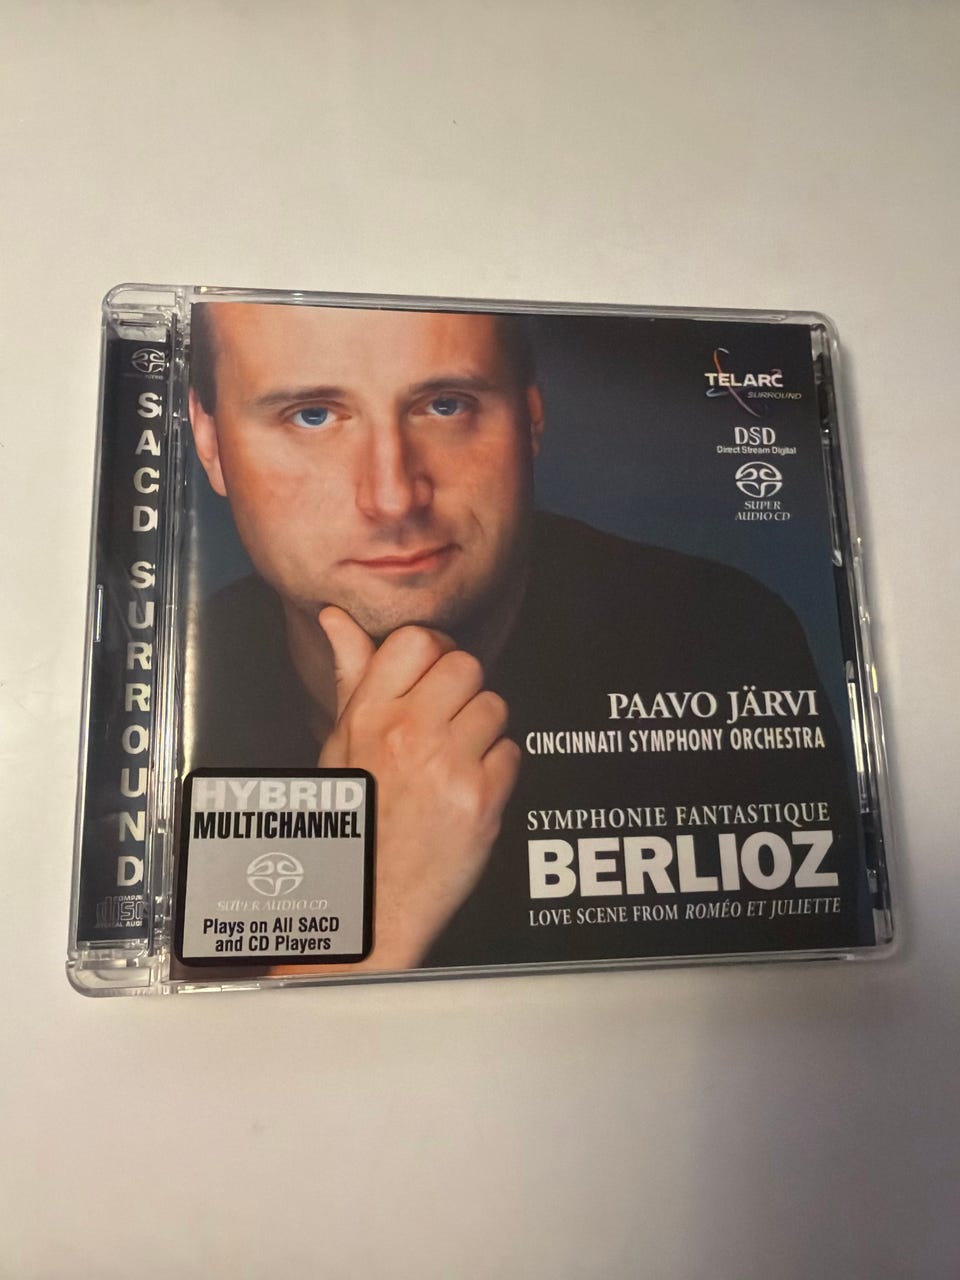 SACD SURROUND
TELARC
SURROUND
DSD
Direct Stream Digital
SUPER
AUDIO CD
PAAVO JÄRVI
CINCINNATI SYMPHONY ORCHESTRA
SYMPHONIE FANTASTIQUE
BERLIOZ
LOVE SCENE FROM ROMÉO ET JULIETTE
HYBRID
MULTICHANNEL
SUPER AUDIO CD
Plays on All SACD
and CD Players